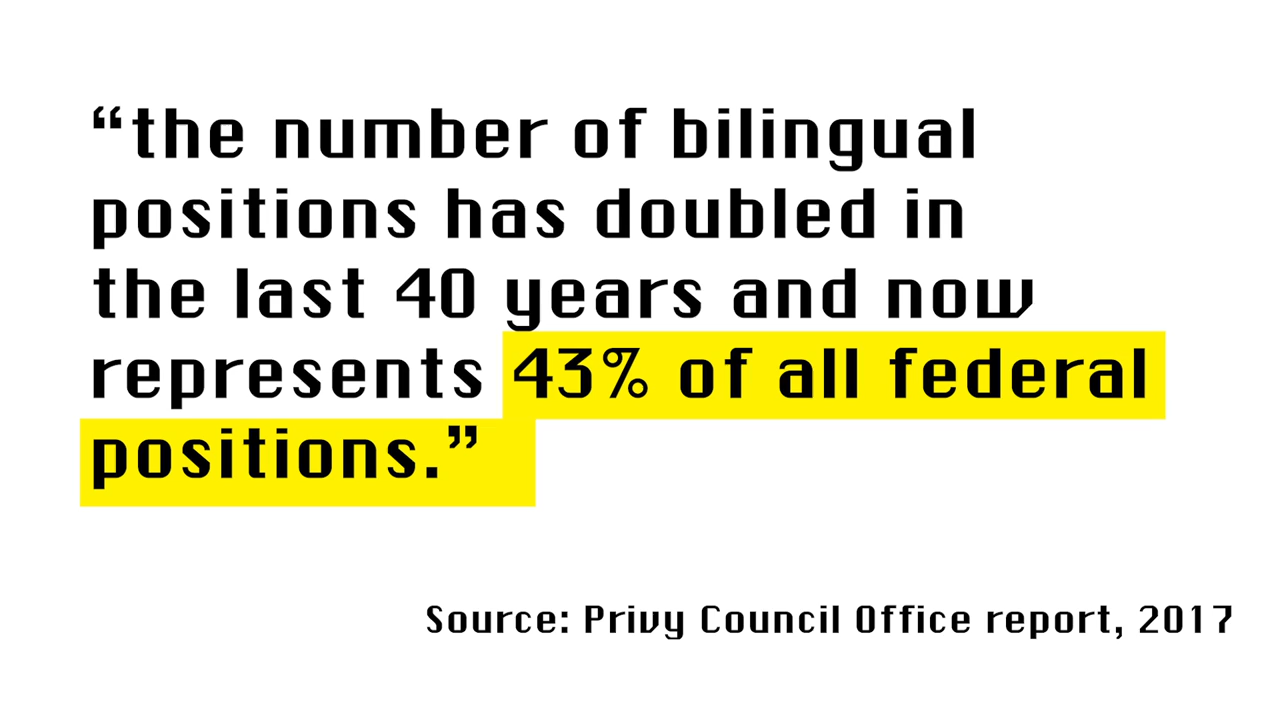 “the number of bilingual
positions has doubled in
the last 40 years and now
represents 43% of all federal
positions.”
Source: Privy Council Office report, 2017